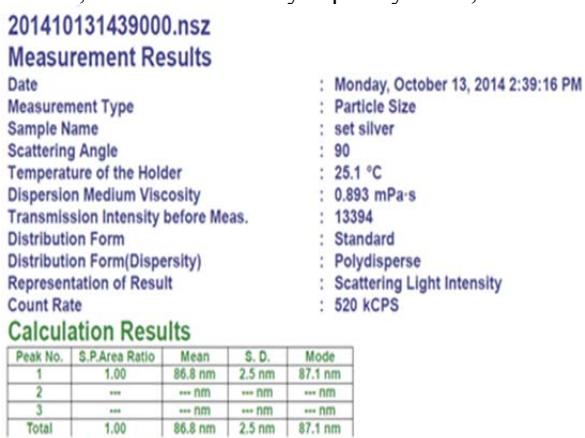 201410131439000.nsz
Measurement Results
Date : Monday, October 13, 2014 2:39:16 PM
Measurement Type : Particle Size
Sample Name : set silver
Scattering Angle : 90
Temperature of the Holder : 25.1 °C
Dispersion Medium Viscosity : 0.893 mPa·s
Transmission Intensity before Meas. : 13394
Distribution Form : Standard
Distribution Form(Dispersity) : Polydisperse
Representation of Result : Scattering Light Intensity
Count Rate : 520 kCPS
Calculation Results
Peak No. S.P.Area Ratio Mean S. D. Mode
1 1.00 86.8 nm 2.5 nm 87.1 nm
2 --- --- nm --- nm --- nm
3 --- --- nm --- nm --- nm
Total 1.00 86.8 nm 2.5 nm 87.1 nm